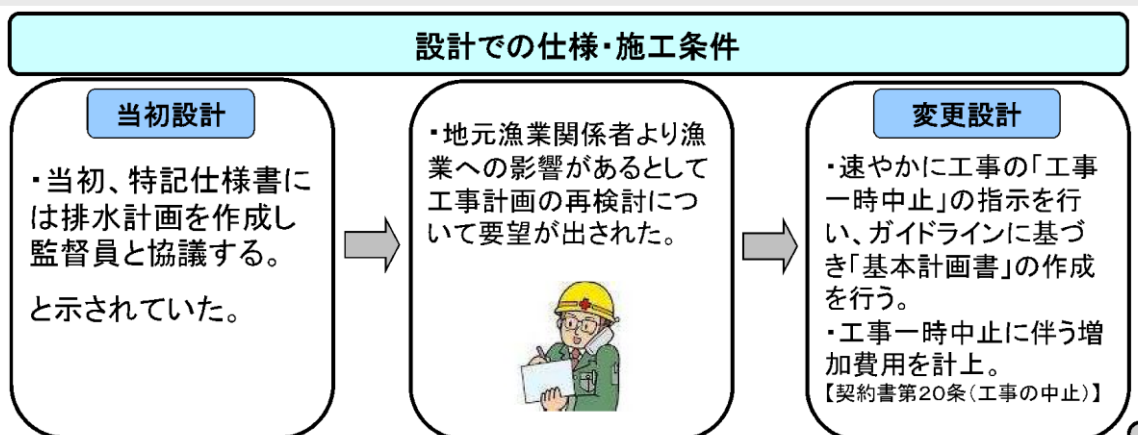 設計での仕様・施工条件
当初設計
・当初、特記仕様書に
は排水計画を作成し
監督員と協議する。
と示されていた。
・地元漁業関係者より漁
業への影響があるとして
工事計画の再検討につ
いて要望が出された。
変更設計
・速やかに工事の「工事
一時中止」の指示を行
い、ガイドラインに基づ
き「基本計画書」の作成
を行う。
・工事一時中止に伴う増
加費用を計上。
【契約書第20条(工事の中止)】